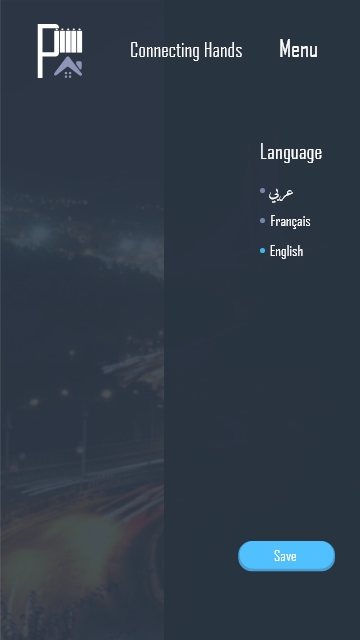 Connecting Hands
Menu
Language
عربي
Français
English
Save